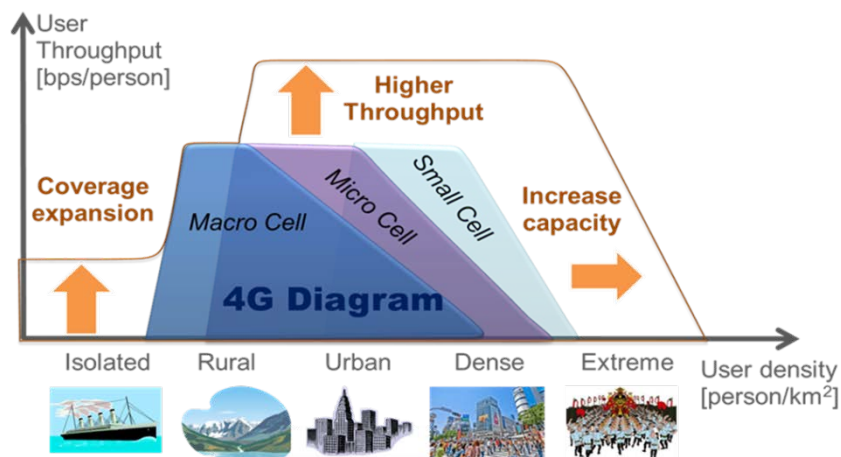 User
Throughput
[bps/person]
Higher
Throughput
Coverage
expansion
Macro Cell
Micro Cell
Small Cell
Increase
capacity
4G Diagram
Isolated
Rural
Urban
Dense
Extreme
User density
[person/km²]